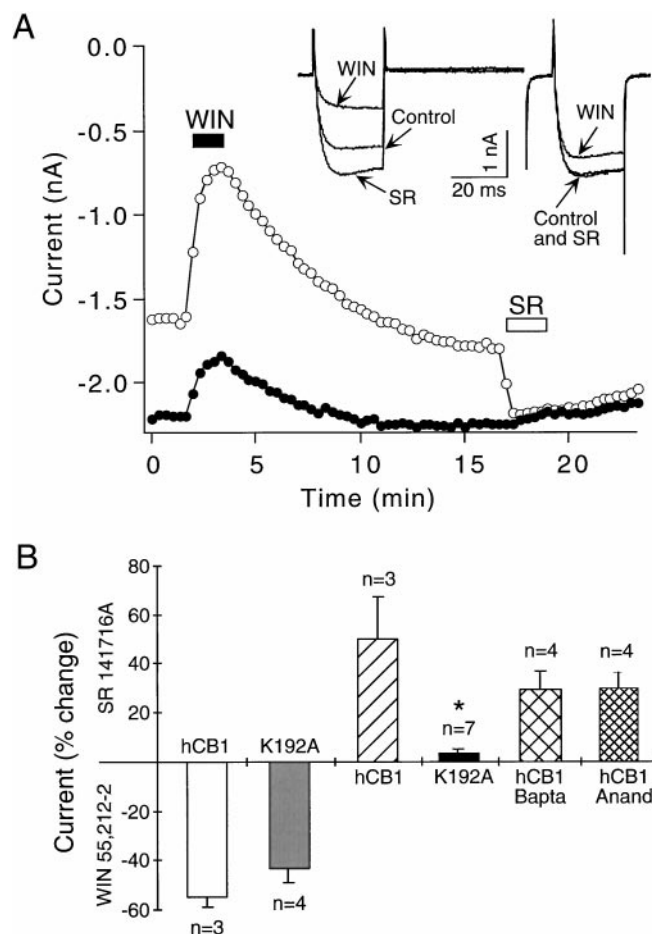 A
0.0
-0.5
-1.0
-1.5
-2.0
Current (nA)
WIN
WIN
Control
SR
1 nA
20 ms
WIN
Control
and SR
SR
0
5
10
15
20
Time (min)
B
80
60
40
20
-20
-40
-60
Current (% change)
SR 141716A
WIN 55,212-2
hCB1
K192A
n=3
n=4
n=3
*
n=7
n=4
n=4
hCB1
K192A
hCB1
Bapta
hCB1
Anand